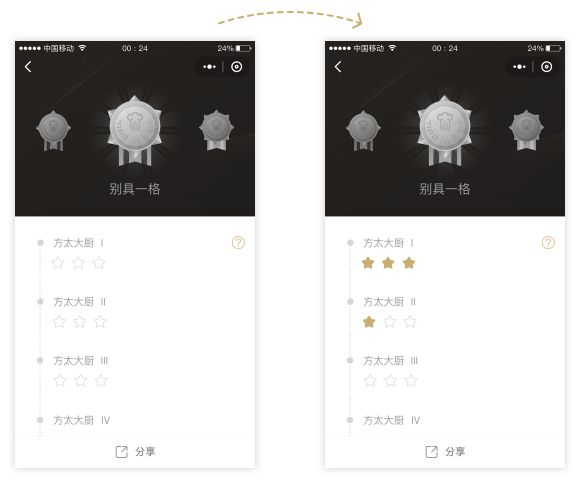 中国移动 00 : 24 24%
别具一格
方太大厨 I
方太大厨 II
方太大厨 III
方太大厨 IV
分享
中国移动 00 : 24 24%
别具一格
方太大厨 I
方太大厨 II
方太大厨 III
方太大厨 IV
分享